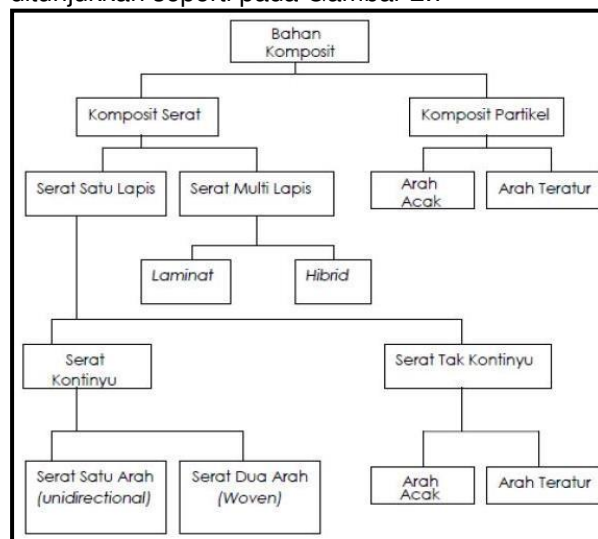 ditunjukkan seperti pada Gambar
Bahan
Komposit
Komposit Serat
Komposit Partikel
Serat Satu Lapis
Serat Multi Lapis
Arah
Acak
Arah Teratur
Laminat
Hibrid
Serat
Kontinyu
Serat Tak Kontinyu
Serat Satu Arah
(unidirectional)
Serat Dua Arah
(Woven)
Arah
Acak
Arah Teratur